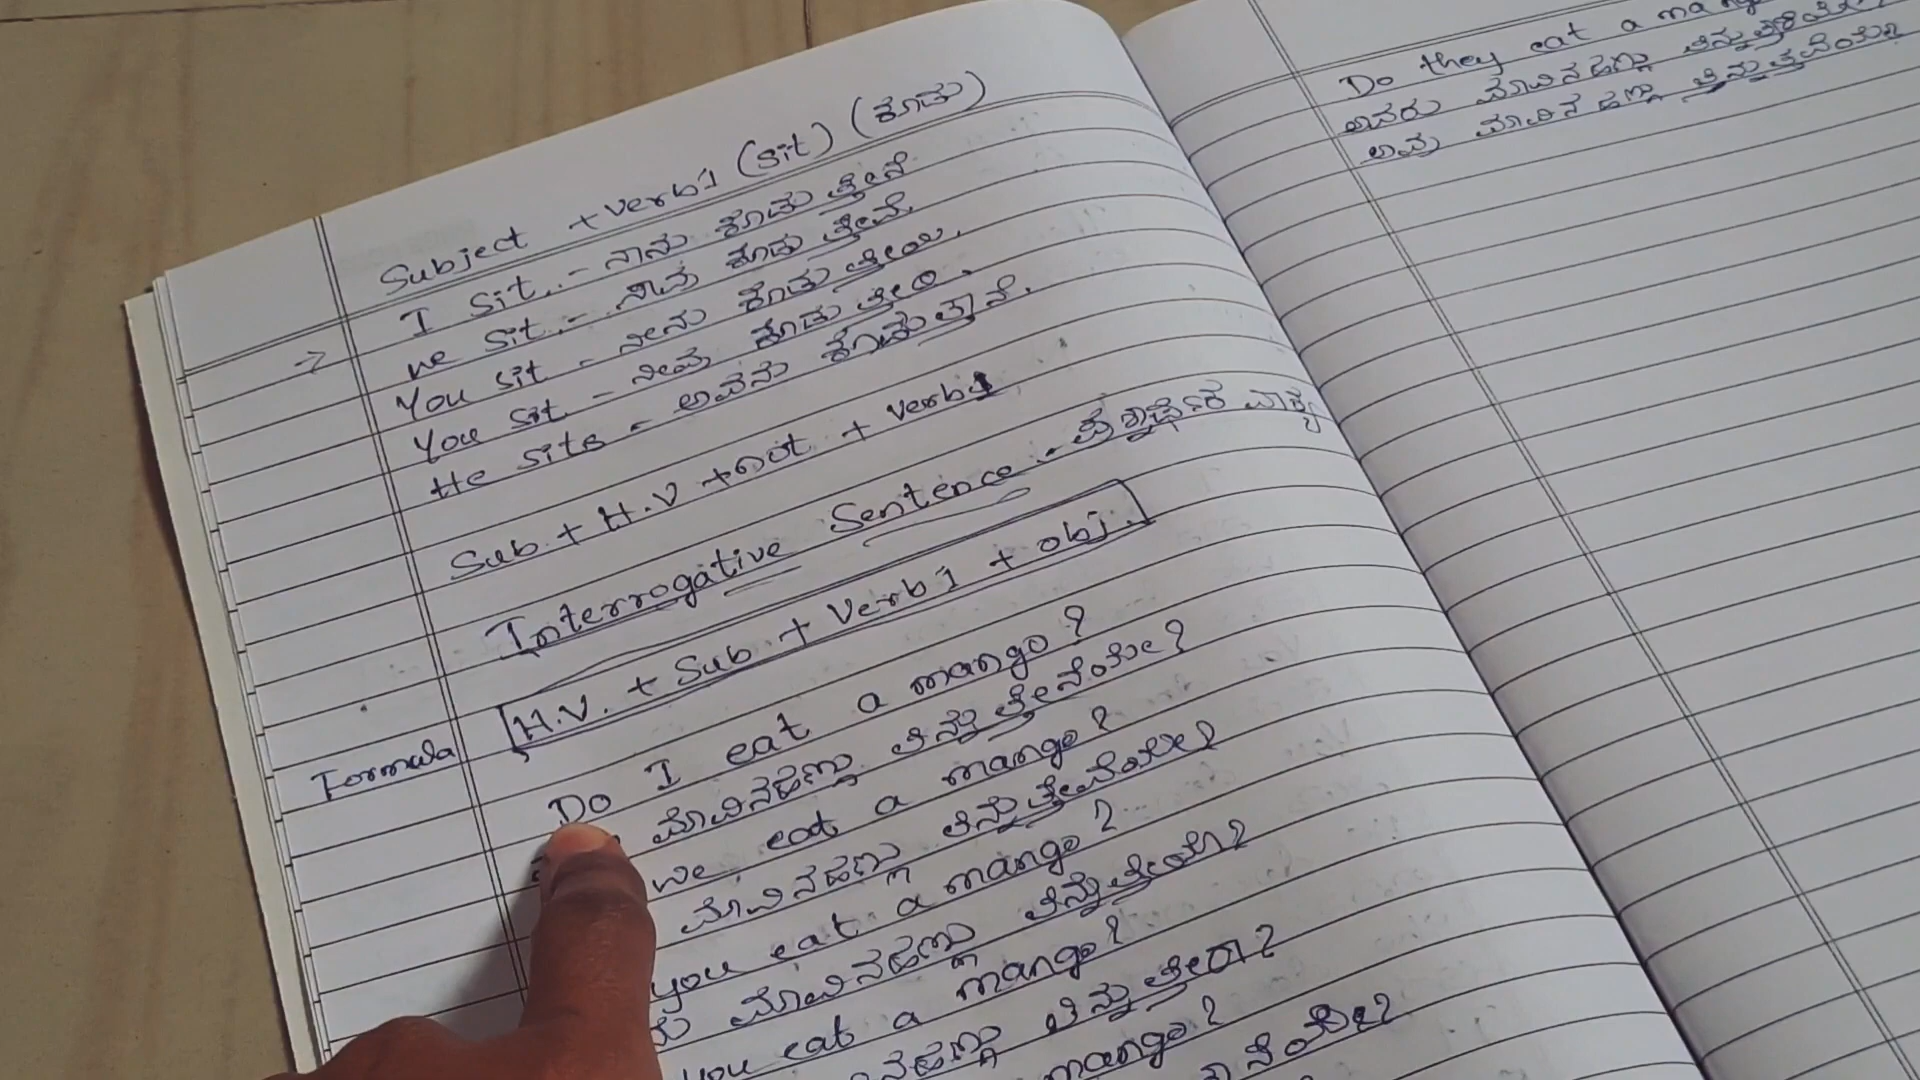 Subject + verb1 (sit) (ಕೂಡು)
→ I sit. - ನಾನು ಕೂಡುತ್ತೇನೆ
we sit. - ನಾವು ಕೂಡುತ್ತೇವೆ.
You sit - ನೀನು ಕೂಡುತ್ತೀಯ.
You sit - ನೀವು ಕೂಡುತ್ತೀರಿ.
He sits - ಅವನು ಕೂಡುತ್ತಾನೆ.
Sub + H.V + not + verb1
Interrogative Sentence - ಪ್ರಶ್ನಾರ್ಥಕ ವಾಕ್ಯ
Formula [H.V. + Sub + Verb1 + obj.]
Do I eat a mango?
ಮಾವಿನಹಣ್ಣು ತಿನ್ನುತ್ತೇನೆಯೇ?
we eat a mango?
ಮಾವಿನಹಣ್ಣು ತಿನ್ನುತ್ತೇವೆಯೇ?
you eat a mango?
ಮಾವಿನಹಣ್ಣು ತಿನ್ನುತ್ತೀಯಾ?
you eat a mango?
ತಿನ್ನುತ್ತೀರಾ?
mango?
Do they eat a
ಅವರು ಮಾವಿನ ಹಣ್ಣು
ಅವು ಮಾವಿನ ಹಣ್ಣು